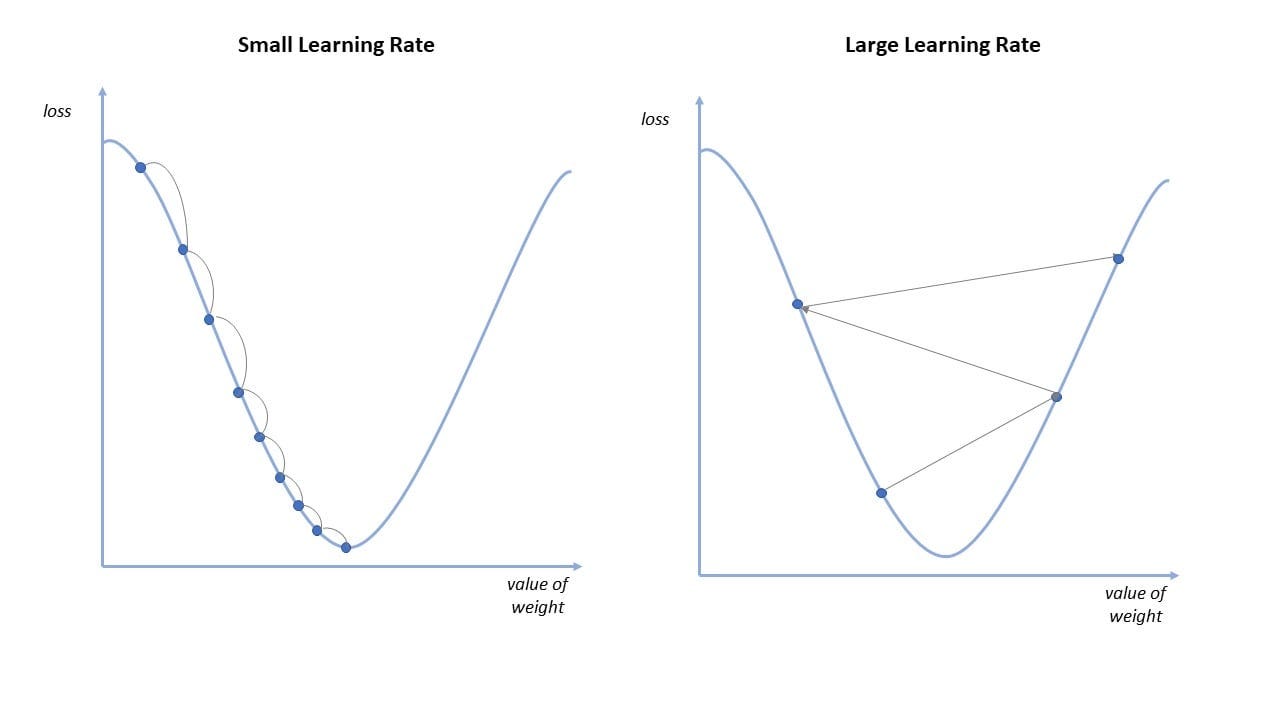 Small Learning Rate
loss
value of
weight
Large Learning Rate
loss
value of
weight